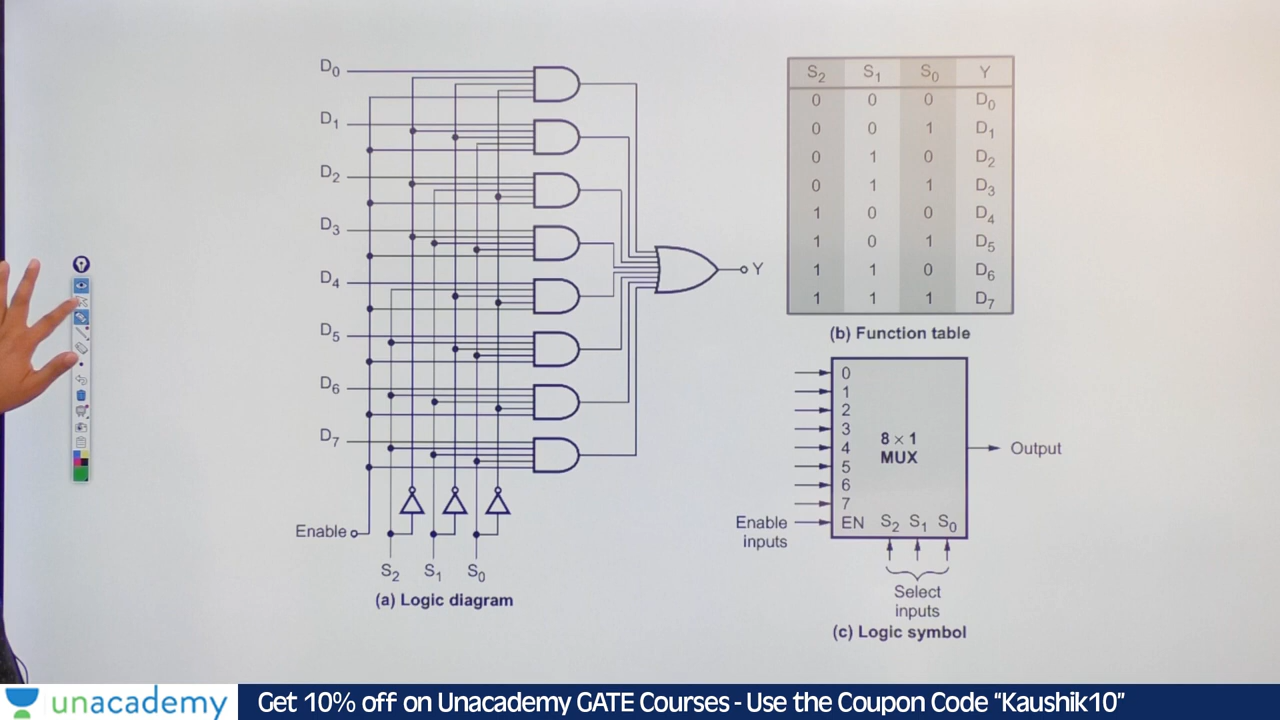 D0
D1
D2
D3
D4
D5
D6
D7
Enable
S2 S1 S0
(a) Logic diagram
Y
S2 S1 S0 Y
0 0 0 D0
0 0 1 D1
0 1 0 D2
0 1 1 D3
1 0 0 D4
1 0 1 D5
1 1 0 D6
1 1 1 D7
(b) Function table
0
1
2
3
4
5
6
7
8 × 1
MUX
Output
Enable
inputs
EN S2 S1 S0
Select
inputs
(c) Logic symbol
unacademy
Get 10% off on Unacademy GATE Courses - Use the Coupon Code “Kaushik10”